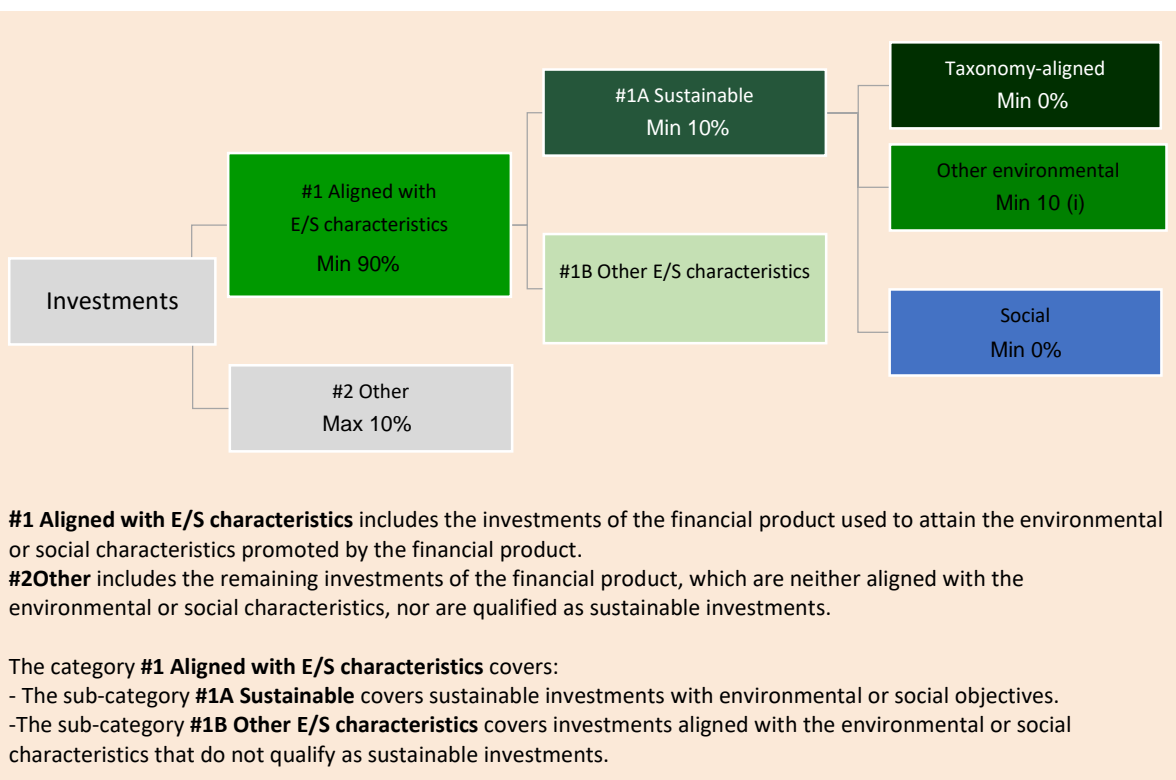 Investments
#1 Aligned with
E/S characteristics
Min 90%
#2 Other
Max 10%
#1A Sustainable
Min 10%
#1B Other E/S characteristics
Taxonomy-aligned
Min 0%
Other environmental
Min 10 (i)
Social
Min 0%
#1 Aligned with E/S characteristics includes the investments of the financial product used to attain the environmental
or social characteristics promoted by the financial product.
#2Other includes the remaining investments of the financial product, which are neither aligned with the
environmental or social characteristics, nor are qualified as sustainable investments.
The category #1 Aligned with E/S characteristics covers:
- The sub-category #1A Sustainable covers sustainable investments with environmental or social objectives.
-The sub-category #1B Other E/S characteristics covers investments aligned with the environmental or social
characteristics that do not qualify as sustainable investments.